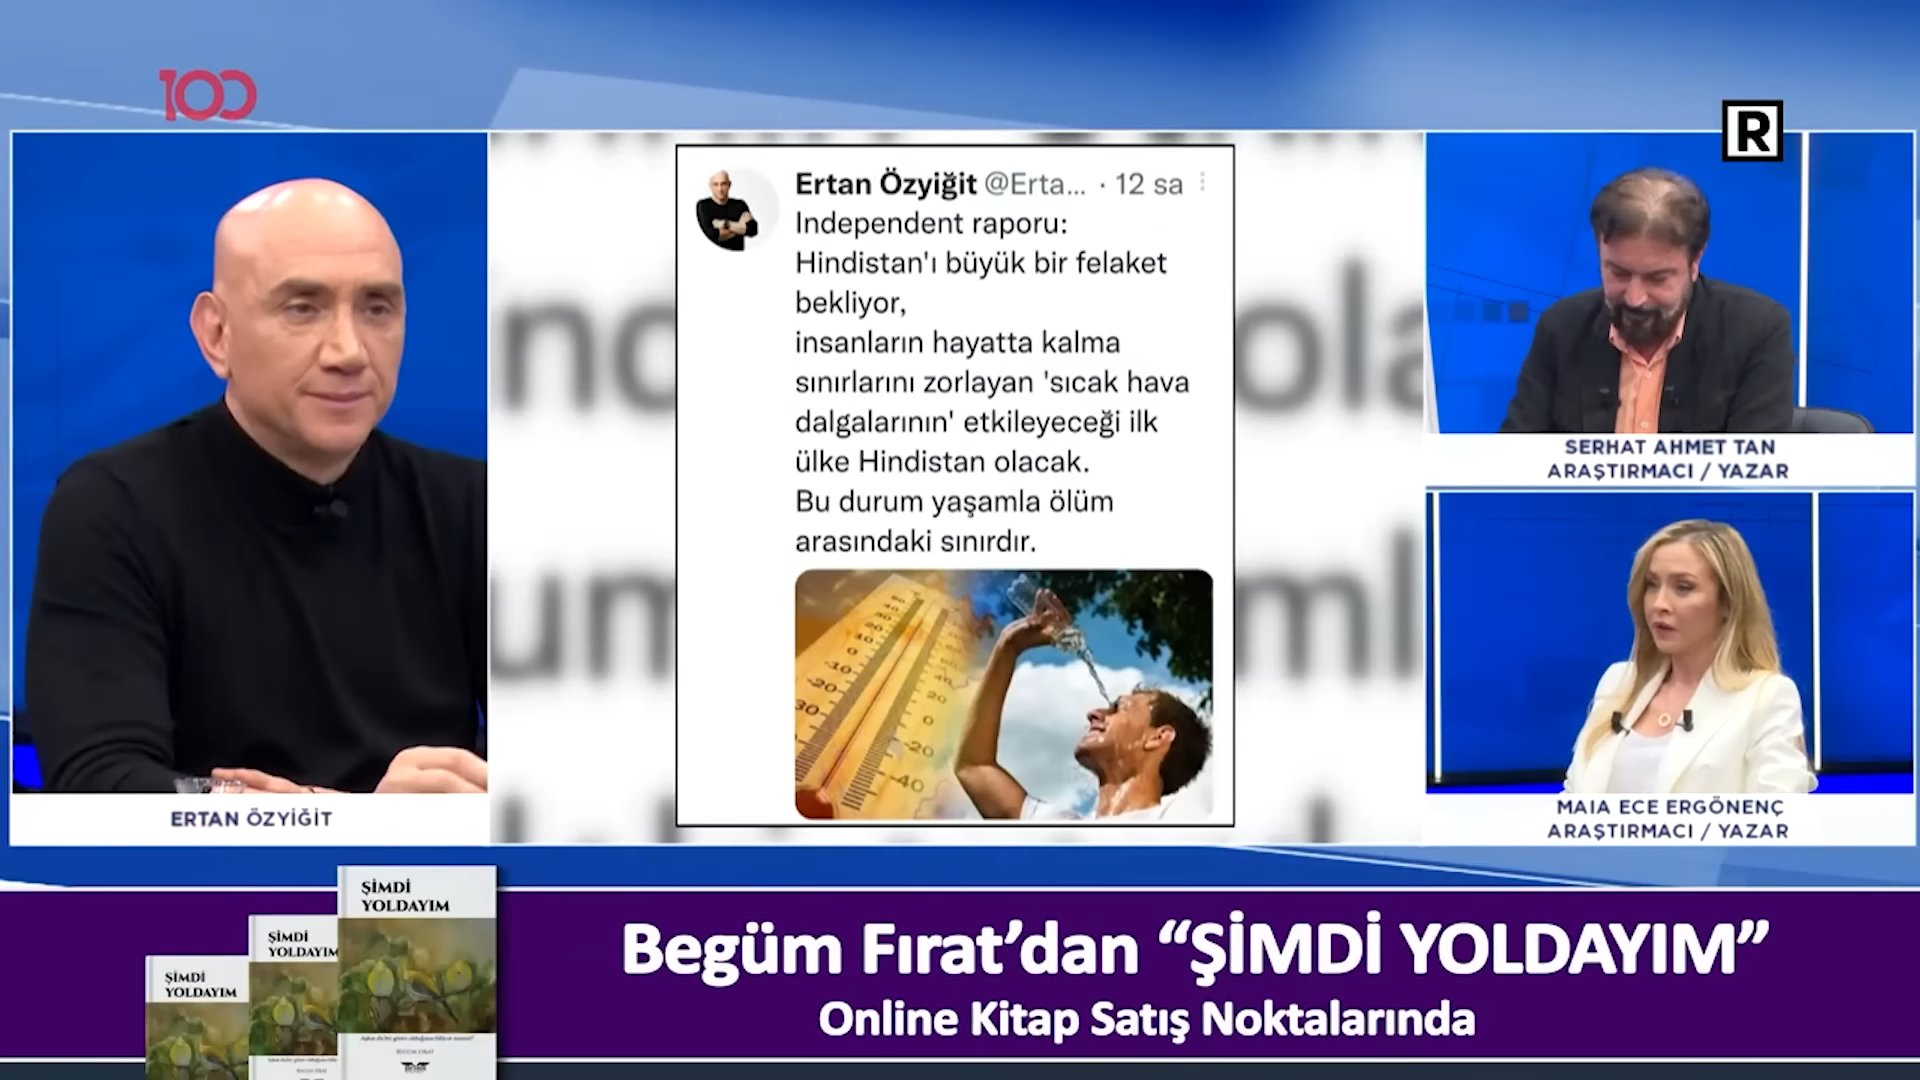 100
R
Ertan Özyiğit @Erta... · 12 sa
Independent raporu:
Hindistan'ı büyük bir felaket
bekliyor,
insanların hayatta kalma
sınırlarını zorlayan 'sıcak hava
dalgalarının' etkileyeceği ilk
ülke Hindistan olacak.
Bu durum yaşamla ölüm
arasındaki sınırdır.
ERTAN ÖZYİĞİT
SERHAT AHMET TAN
ARAŞTIRMACI / YAZAR
MAIA ECE ERGÖNENÇ
ARAŞTIRMACI / YAZAR
ŞİMDİ
YOLDAYIM
ŞİMDİ
YOLDAYIM
ŞİMDİ
YOLDAYIM
Begüm Fırat’dan “ŞİMDİ YOLDAYIM”
Online Kitap Satış Noktalarında